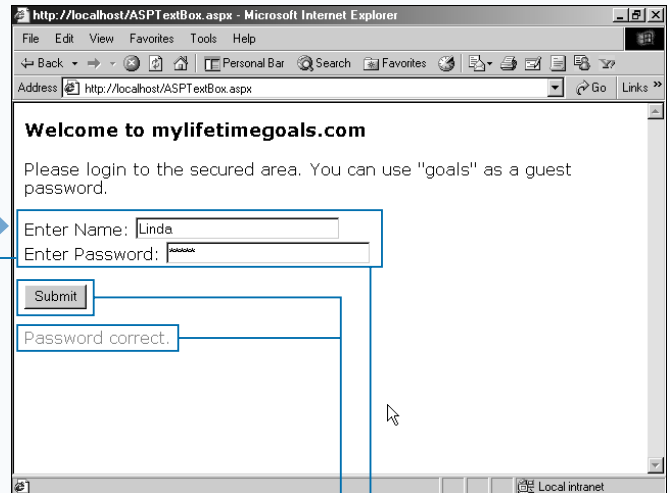 http://localhost/ASPTextBox.aspx - Microsoft Internet Explorer
File Edit View Favorites Tools Help
Back Personal Bar Search Favorites
Address http://localhost/ASPTextBox.aspx Go Links »
Welcome to mylifetimegoals.com
Please login to the secured area. You can use "goals" as a guest
password.
Enter Name: Linda
Enter Password: *****
Submit
Password correct.
Local intranet